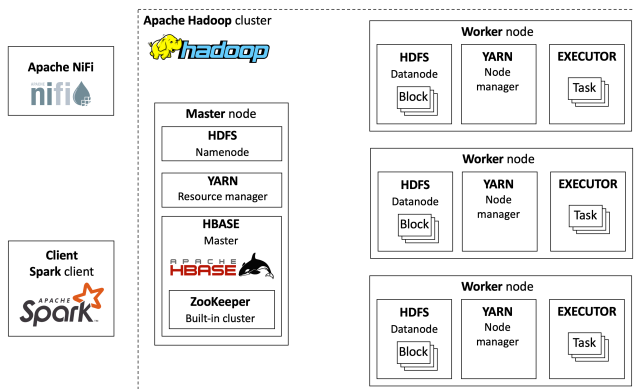 Apache Hadoop cluster
hadoop
Apache NiFi
nifi
Client
Spark client
APACHE
Spark
Master node
HDFS
Namenode
YARN
Resource manager
HBASE
Master
APACHE
HBASE
ZooKeeper
Built-in cluster
Worker node
HDFS
Datanode
Block
YARN
Node
manager
EXECUTOR
Task
Worker node
HDFS
Datanode
Block
YARN
Node
manager
EXECUTOR
Task
Worker node
HDFS
Datanode
Block
YARN
Node
manager
EXECUTOR
Task